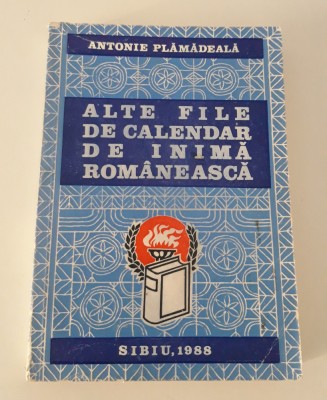 ANTONIE PLĂMĂDEALĂ
ALTE FILE
DE CALENDAR
DE INIMĂ
ROMÂNEASCĂ
SIBIU, 1988